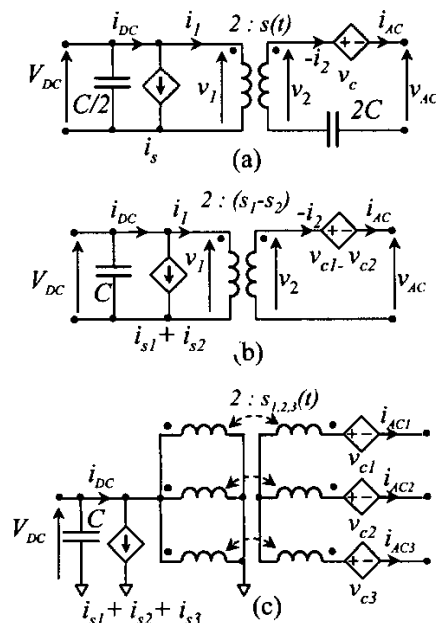 i_DC i_1 2 : s(t) -i_2 v_c i_AC
V_DC C/2 v_1 v_2 2C v_AC
i_s
(a)
i_DC i_1 2 : (s_1-s_2) -i_2 i_AC
V_DC C v_1 v_2 v_c1- v_c2 v_AC
i_s1 + i_s2
(b)
2 : s_1,2,3(t)
i_AC1
v_c1
i_DC i_AC2
V_DC C v_c2
i_AC3
v_c3
i_s1 + i_s2 + i_s3 (c)